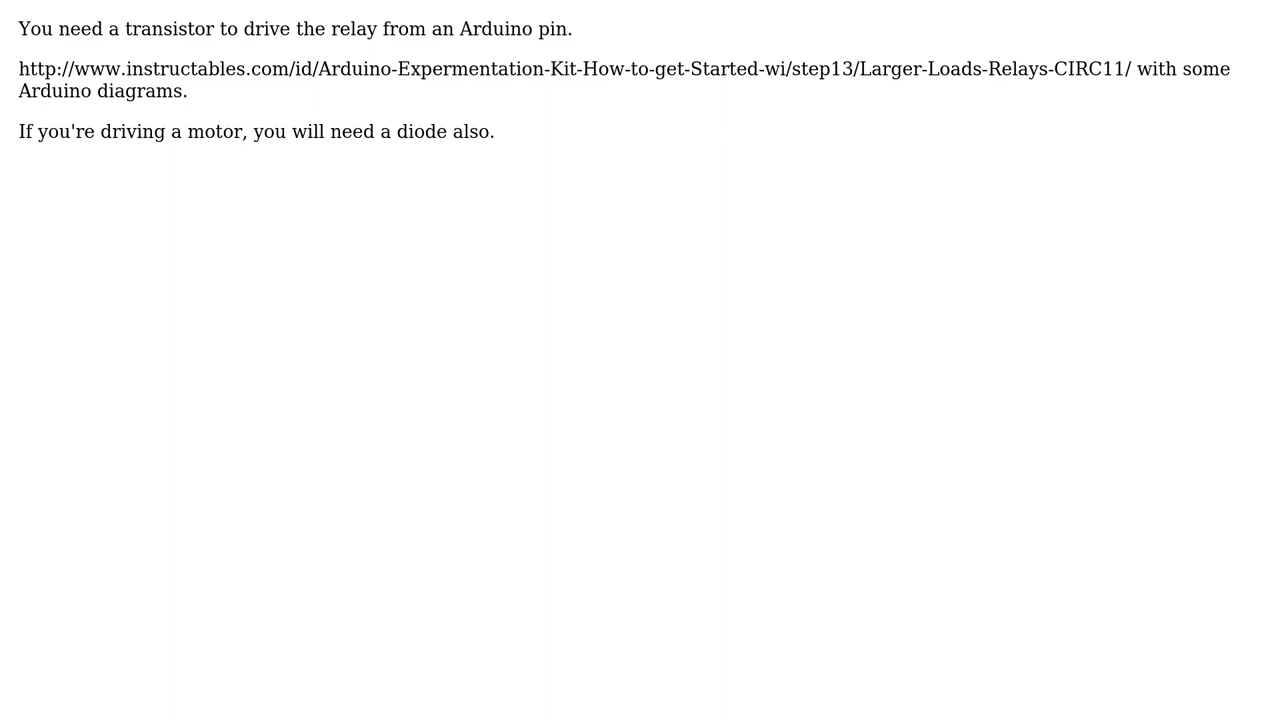 You need a transistor to drive the relay from an Arduino pin.
http://www.instructables.com/id/Arduino-Expermentation-Kit-How-to-get-Started-wi/step13/Larger-Loads-Relays-CIRC11/ with some
Arduino diagrams.
If you're driving a motor, you will need a diode also.